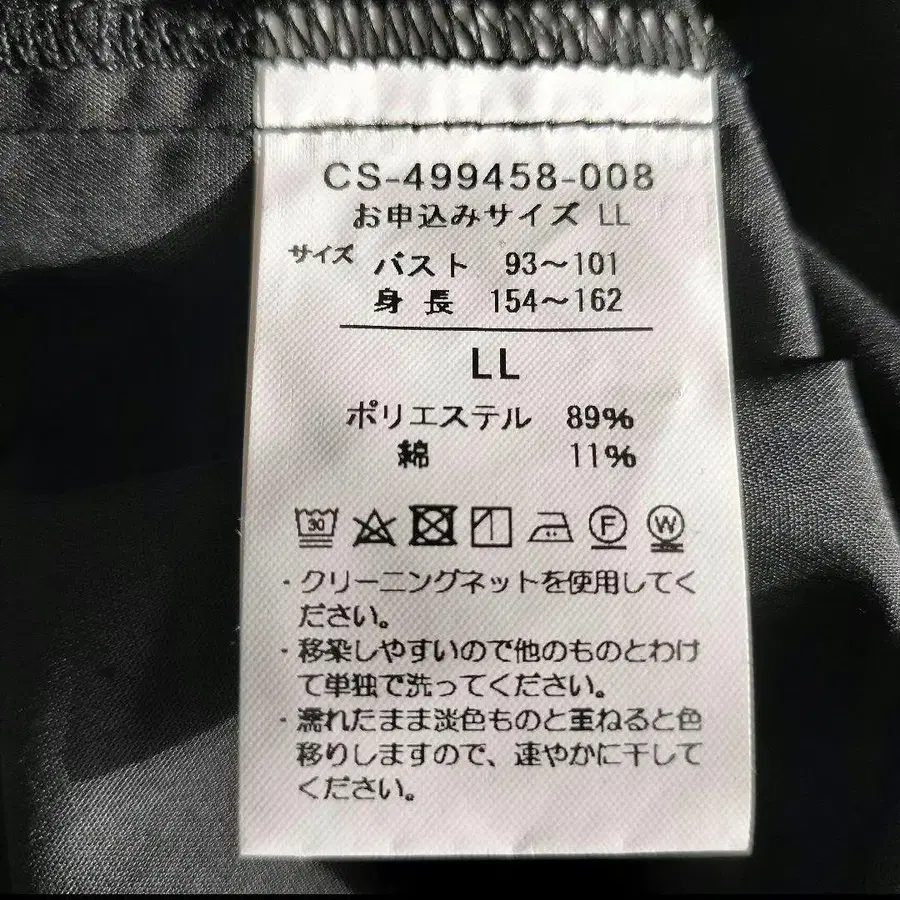 CS-499458-008
お申込みサイズ LL
サイズ バスト 93～101
身長 154～162
LL
ポリエステル 89%
綿 11%
30 F W
・クリーニングネットを使用してく
ださい。
・移染しやすいので他のものとわけ
て単独で洗ってください。
・濡れたまま淡色ものと重ねると色
移りしますので、速やかに干して
ください。